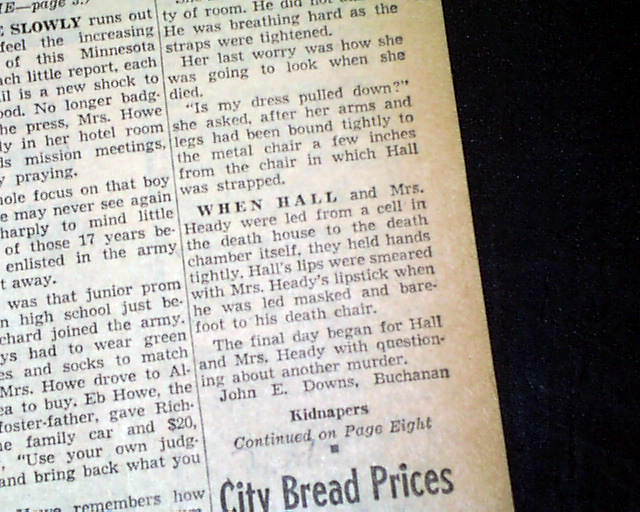 IE—page 3.)
E SLOWLY runs out
feel the increasing
of this Minnesota
ach little report, each
ll is a new shock to
ood. No longer badg-
he press, Mrs. Howe
ly in her hotel room
ds mission meetings,
y praying.
hole focus on that boy
e may never see again
harply to mind little
of those 17 years be-
enlisted in the army
t away.
was that junior prom
n high school just be-
chard joined the army.
ys had to wear green
es and socks to match
Mrs. Howe drove to Al-
ea to buy. Eb Howe, the
foster-father, gave Rich-
e family car and $20,
"Use your own judg-
and bring back what you
Howe remembers how
ty of room. He did not
He was breathing hard as the
straps were tightened.
Her last worry was how she
was going to look when she
died.
"Is my dress pulled down?"
she asked, after her arms and
legs had been bound tightly to
the metal chair a few inches
from the chair in which Hall
was strapped.
WHEN HALL and Mrs.
Heady were led from a cell in
the death house to the death
chamber itself, they held hands
tightly. Hall's lips were smeared
with Mrs. Heady's lipstick when
he was led masked and bare-
foot to his death chair.
The final day began for Hall
and Mrs. Heady with question-
ing about another murder.
John E. Downs, Buchanan
Kidnapers
Continued on Page Eight
City Bread Prices